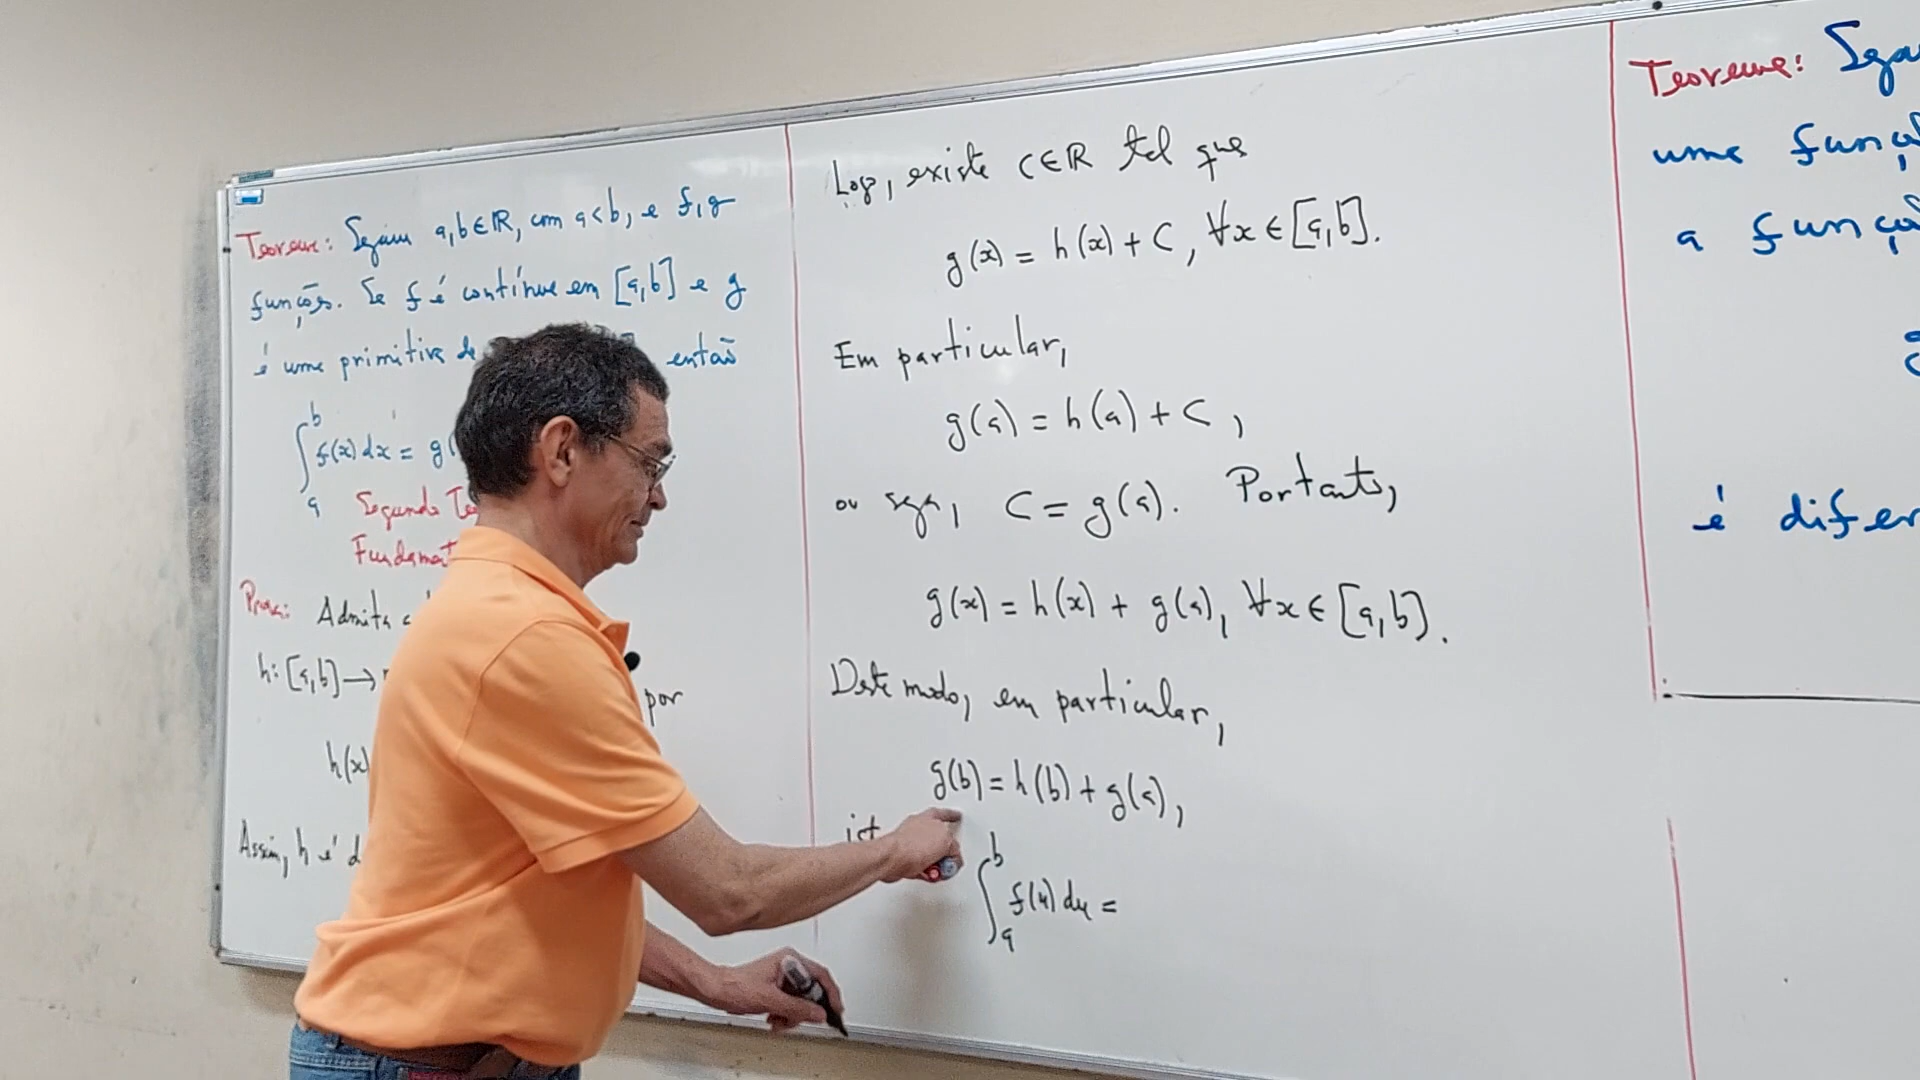 Teorema: Sejam a,b∈ℝ, com a<b, e f,g
funções. Se f é contínua em [a,b] e g
é uma primitiva de então
∫_a^b f(x)dx = g(
Segundo Te
Fundament
Prova: Admita
h: [a,b] →
por
h(x)
Assim, h é d
Logo, existe C∈ℝ tal que
g(x) = h(x) + C, ∀x ∈ [a,b].
Em particular,
g(a) = h(a) + C,
ou seja, C = g(a). Portanto,
g(x) = h(x) + g(a), ∀x ∈ [a,b].
Deste modo, em particular,
g(b) = h(b) + g(a),
ist
∫_a^b f(u)du =
Teorema: Seja
uma funçã
a funçã
é difer